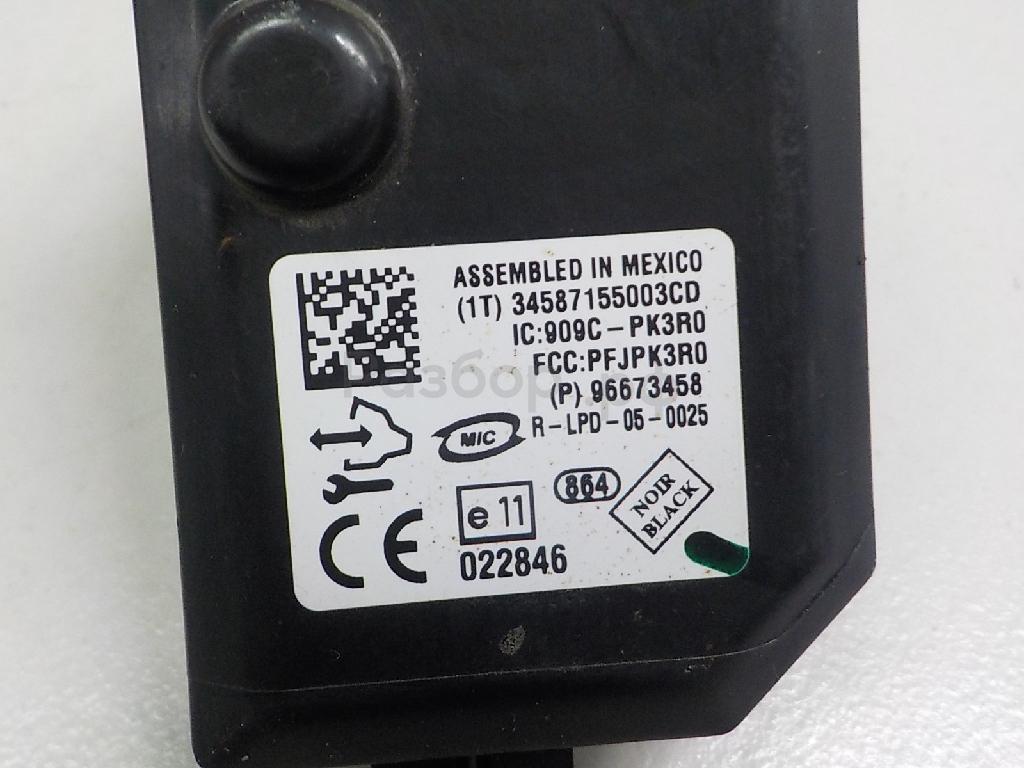 ASSEMBLED IN MEXICO
(1T) 34587155003CD
IC:909C-PK3R0
FCC:PFJPK3R0
(P) 96673458
R-LPD-05-0025
MIC
864
NOIR
BLACK
e 11
022846
CE